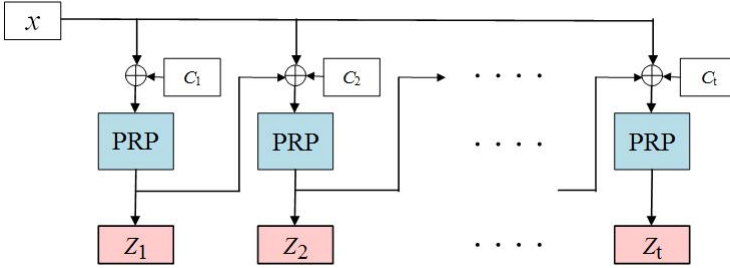 x
C1 C2 Ct
PRP PRP · · · · PRP
Z1 Z2 · · · · Zt